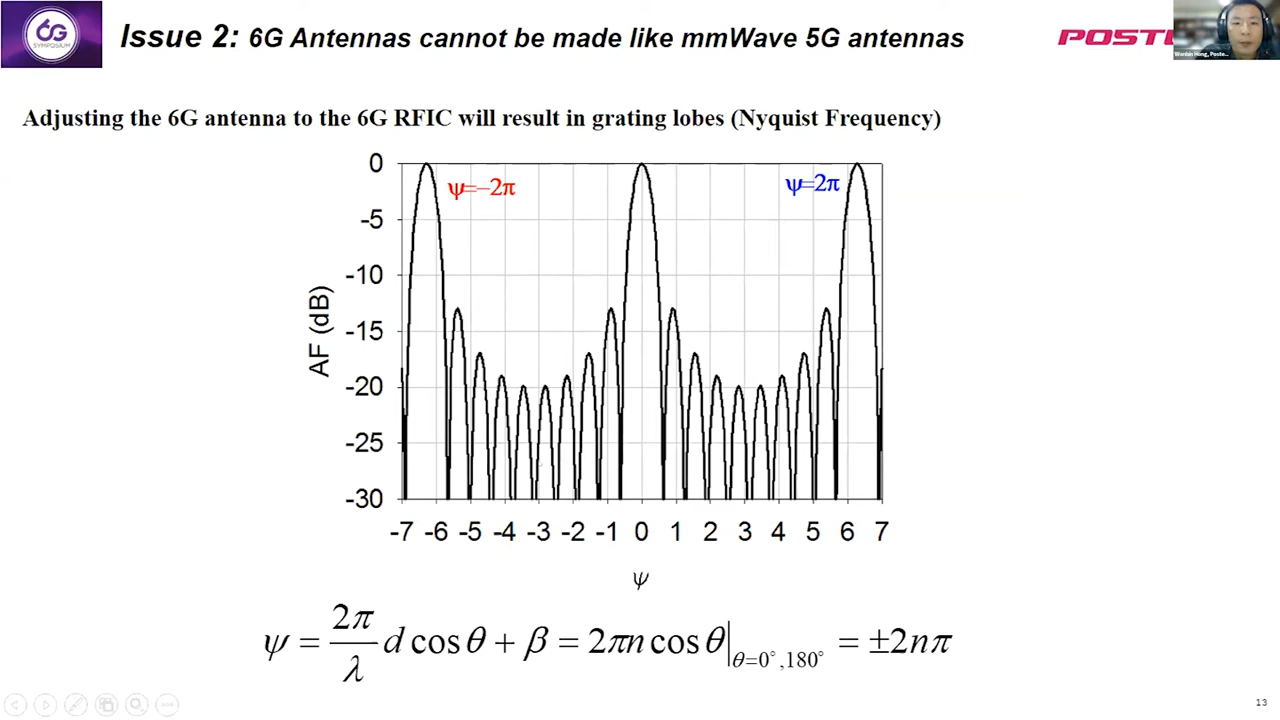 6G
SYMPOSIUM
Issue 2: 6G Antennas cannot be made like mmWave 5G antennas
POSTE
Wonbin Hong, Poste...
Adjusting the 6G antenna to the 6G RFIC will result in grating lobes (Nyquist Frequency)
0
-5
-10
-15
-20
-25
-30
AF (dB)
ψ=−2π
ψ=2π
-7 -6 -5 -4 -3 -2 -1 0 1 2 3 4 5 6 7
ψ
ψ = 2π/λ d cos θ + β = 2πn cos θ|θ=0°,180° = ±2nπ
13